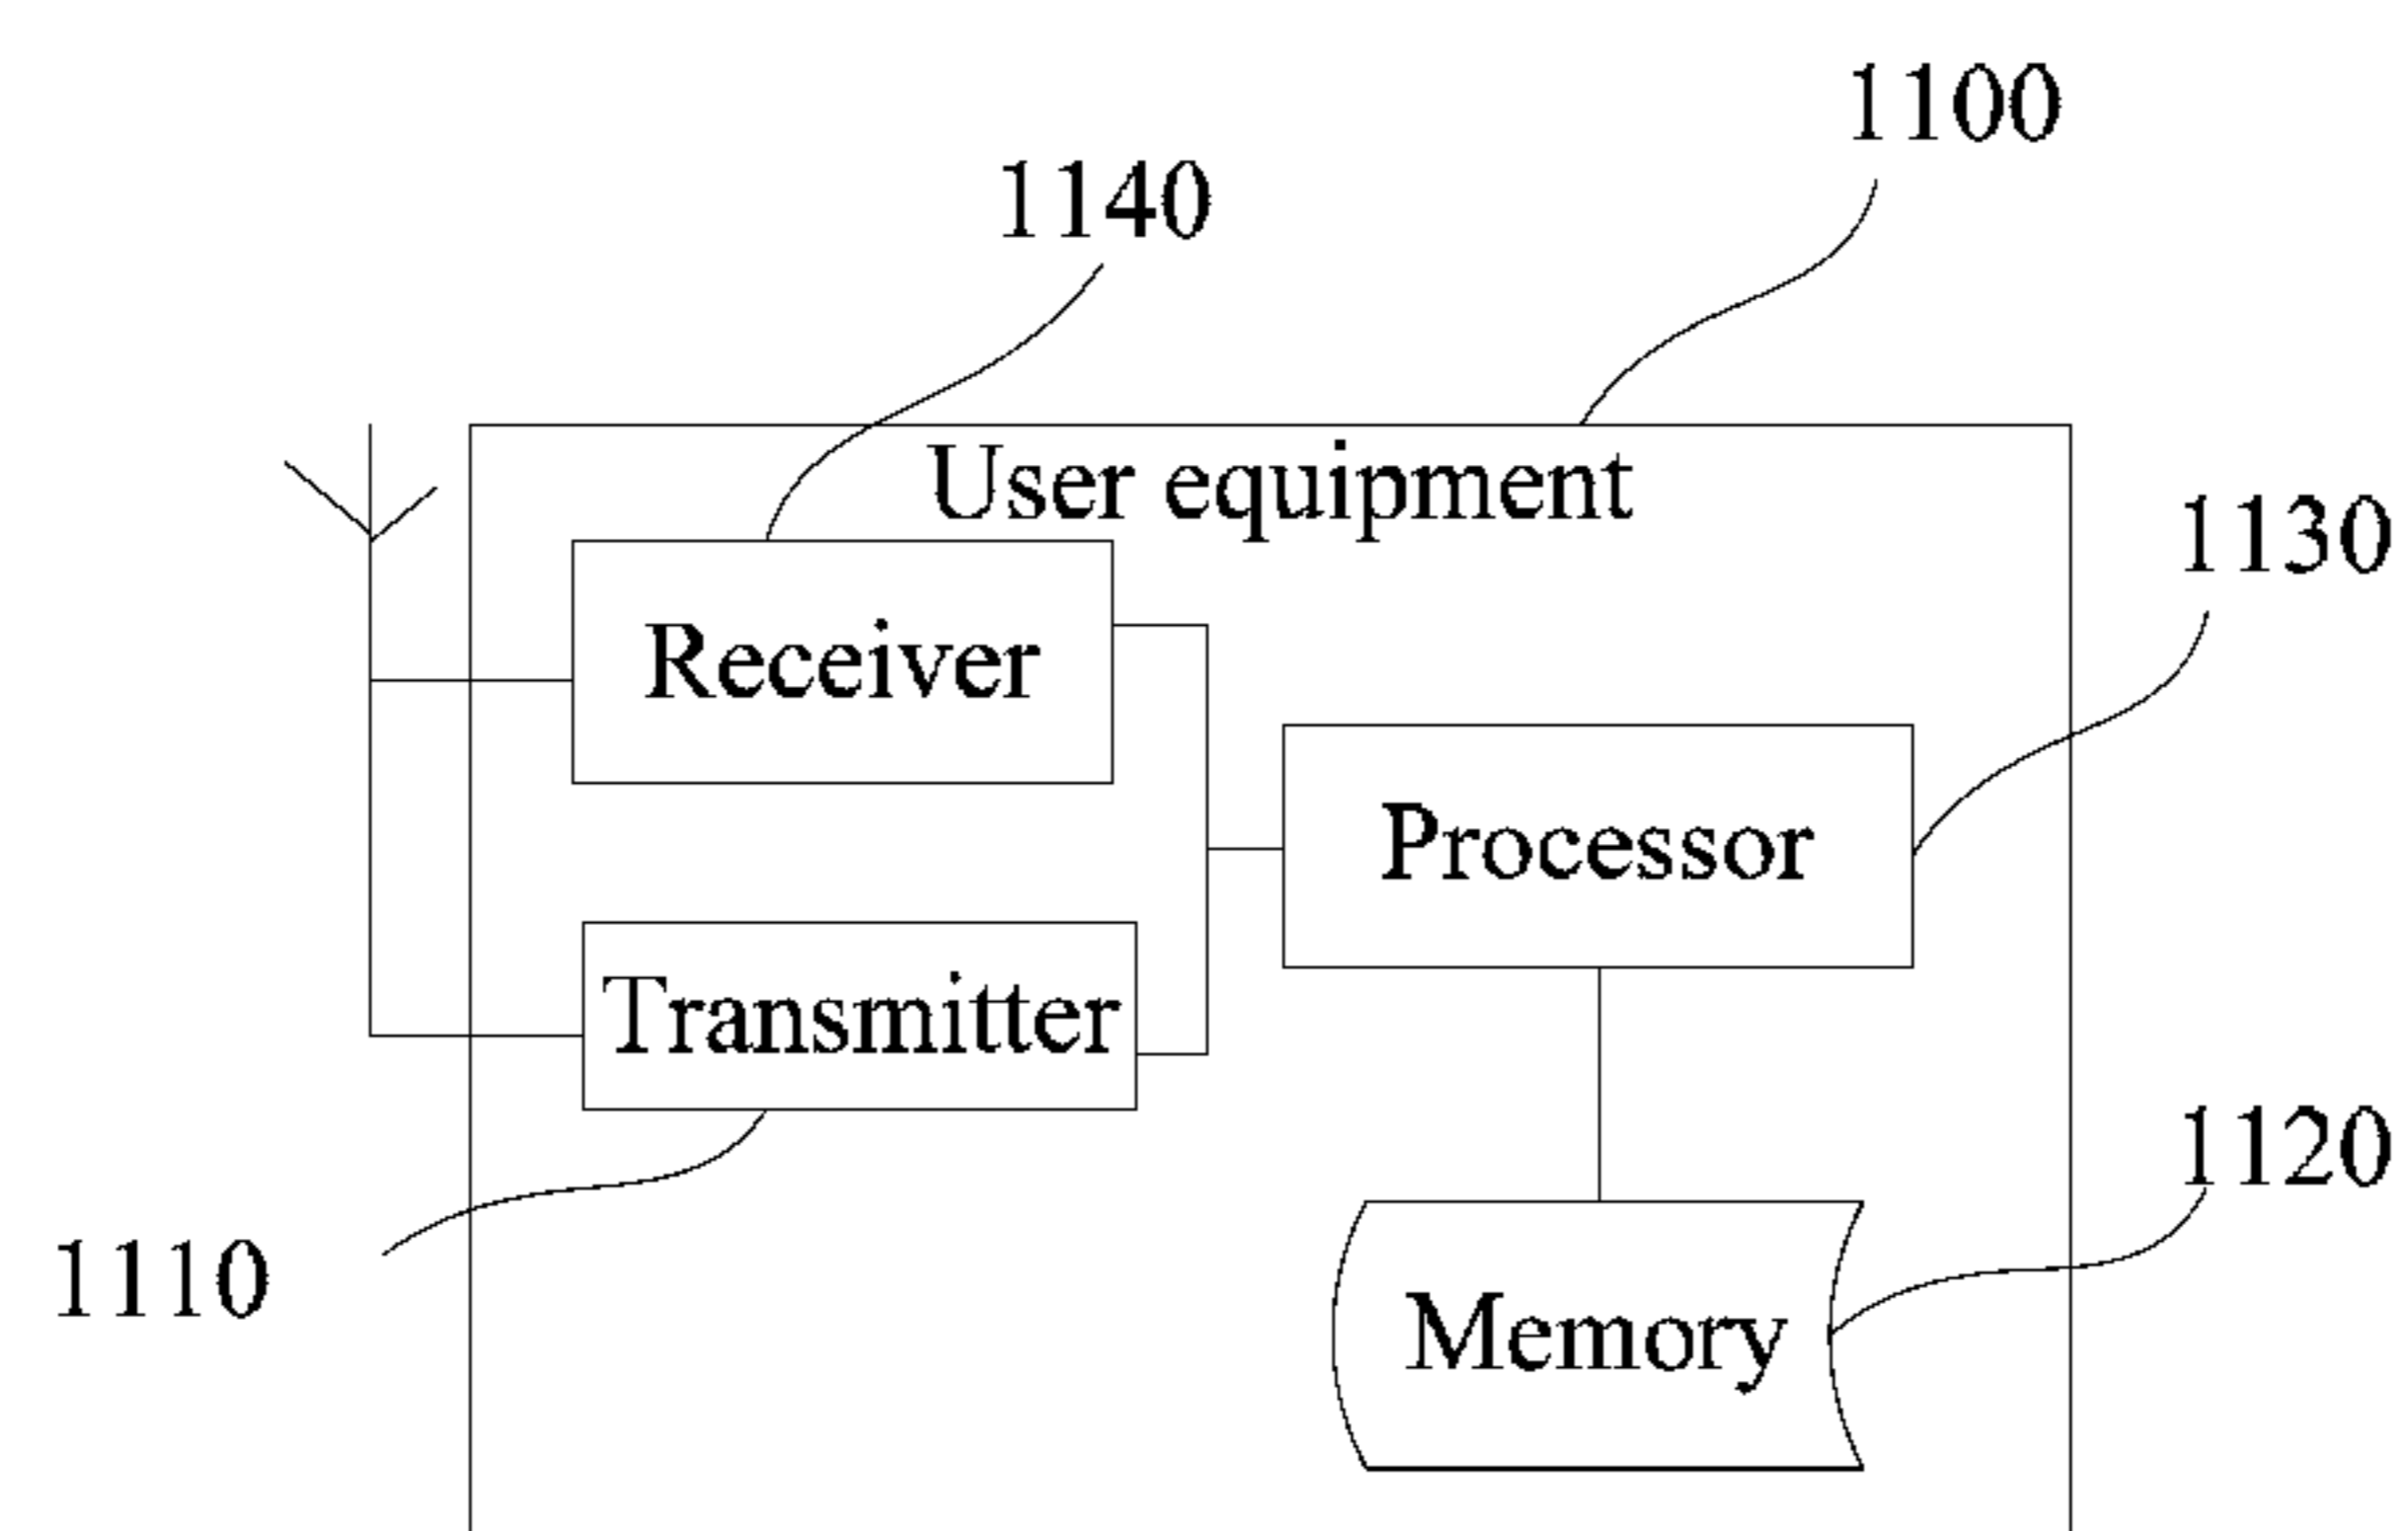 1100
1140
User equipment
1130
Receiver
Processor
Transmitter
1120
1110
Memory